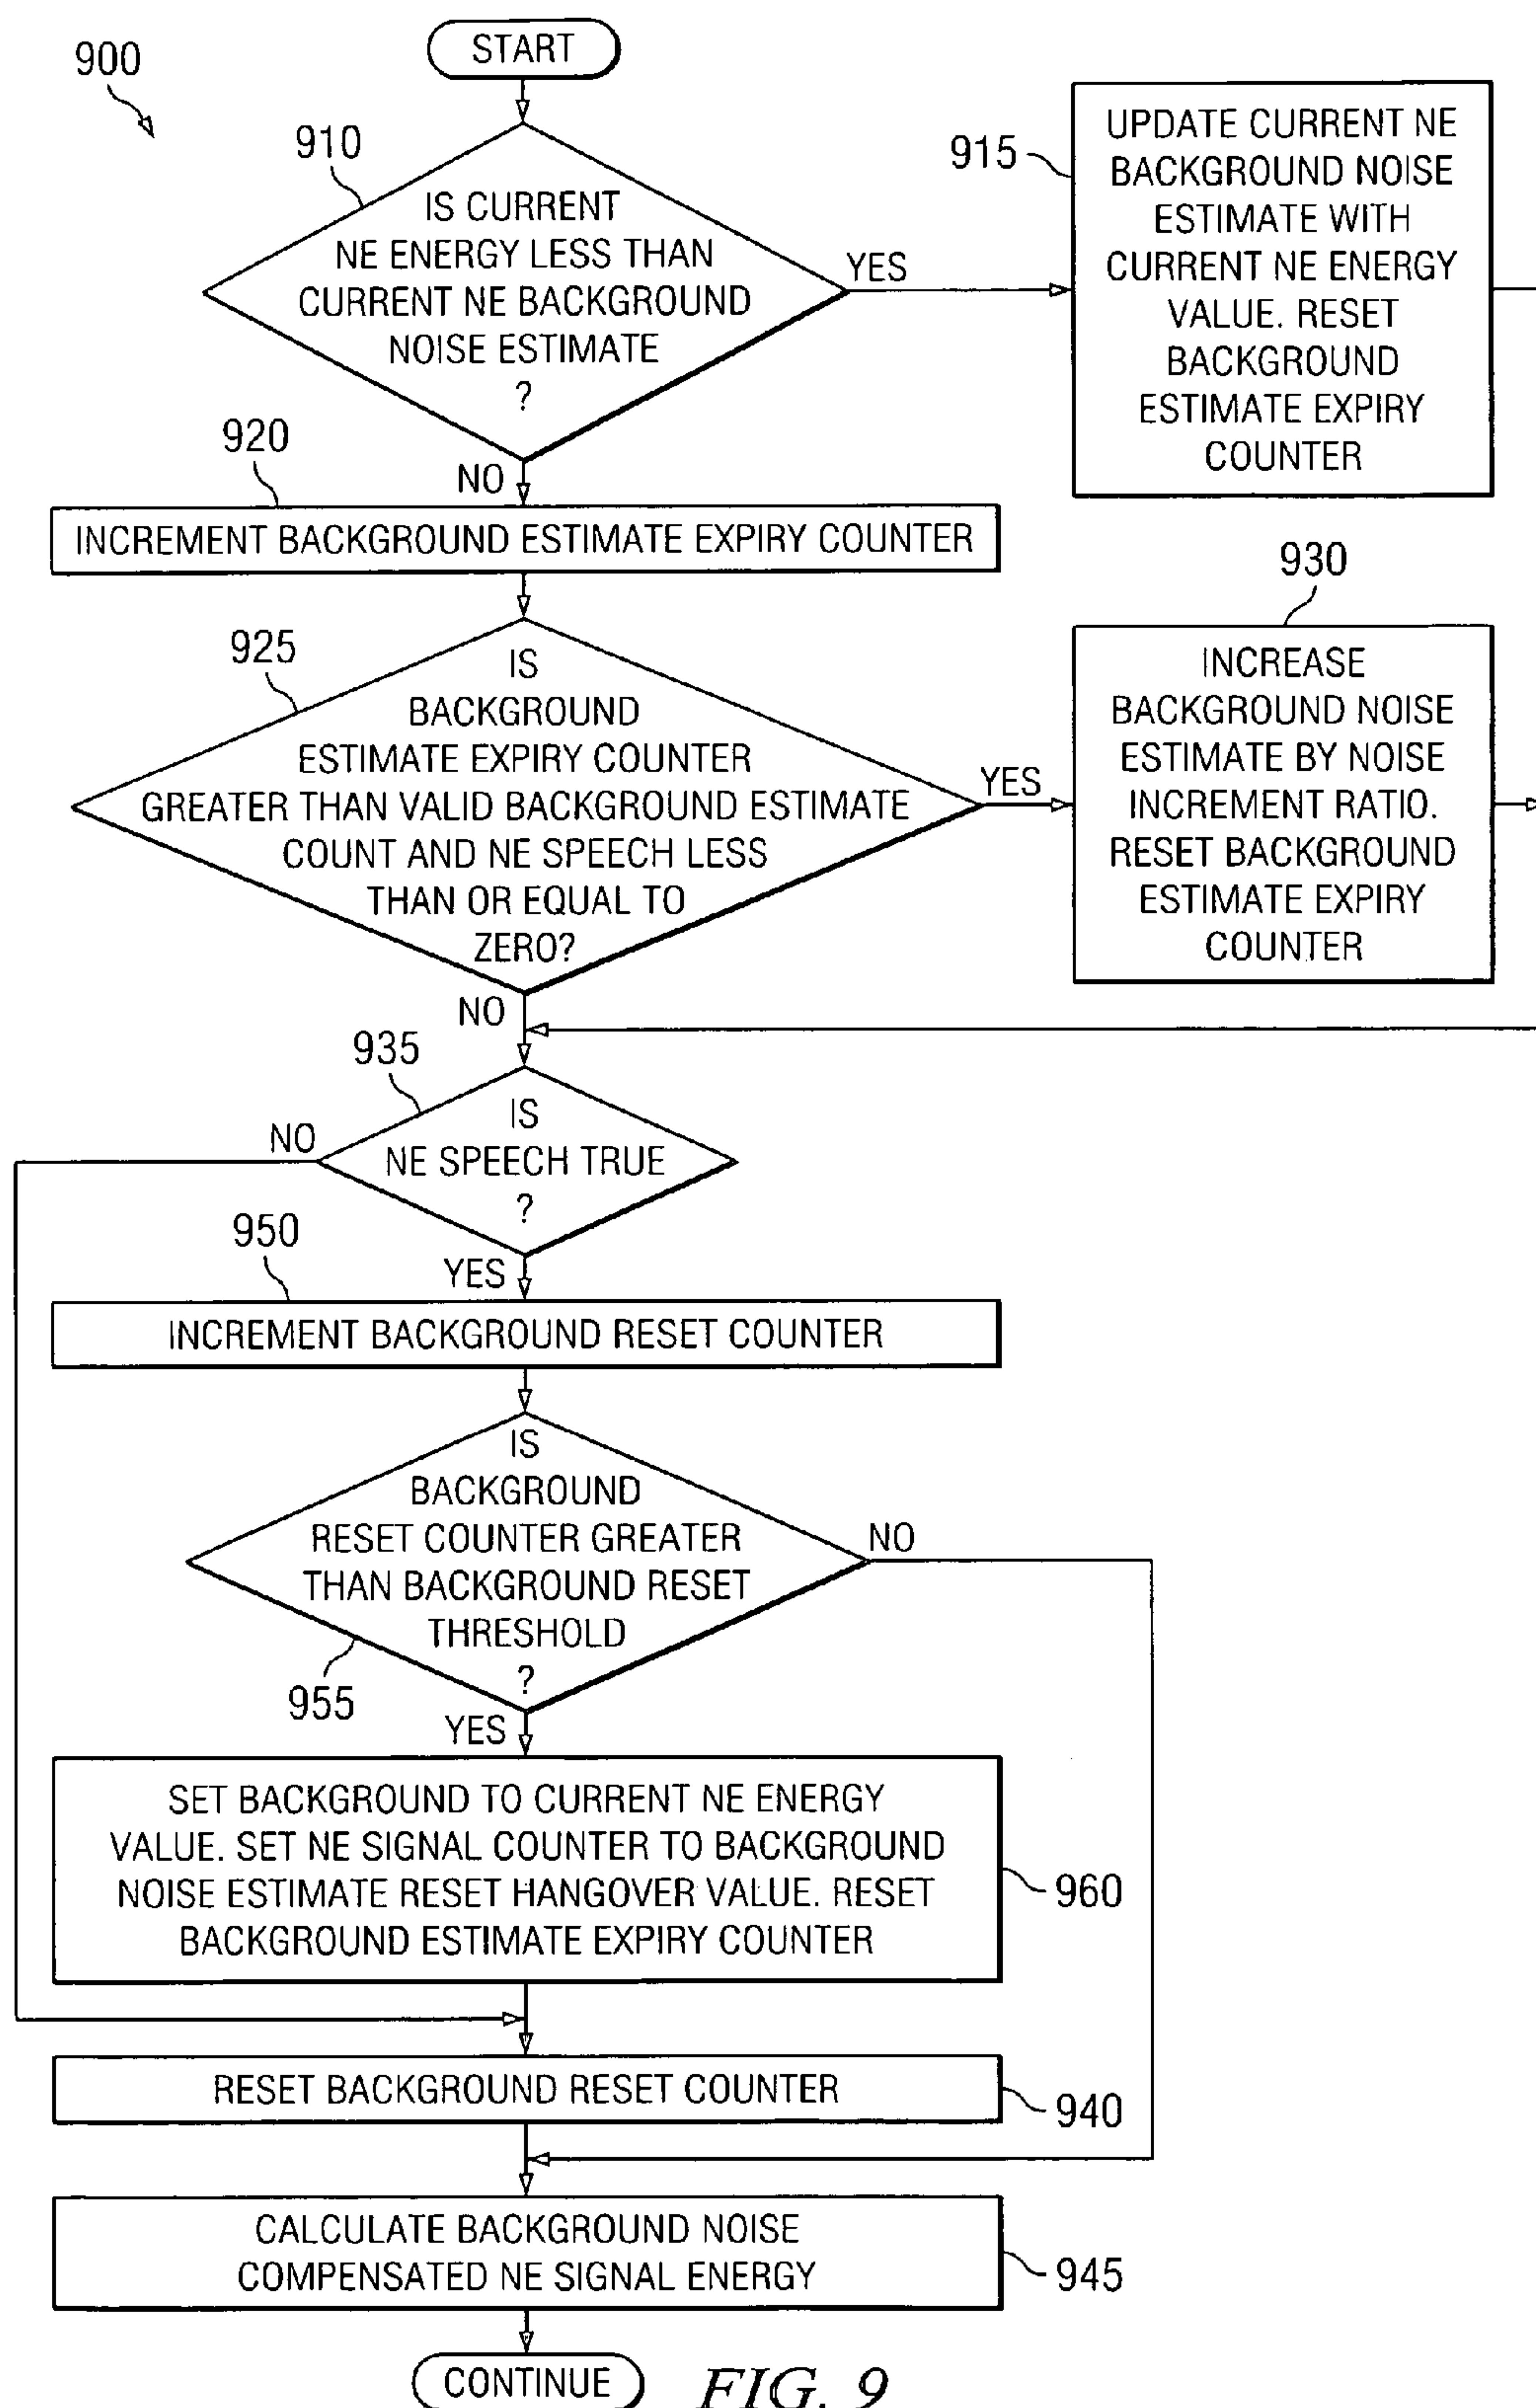 START
900
910
IS CURRENT
NE ENERGY LESS THAN
CURRENT NE BACKGROUND
NOISE ESTIMATE
?
YES
915
UPDATE CURRENT NE
BACKGROUND NOISE
ESTIMATE WITH
CURRENT NE ENERGY
VALUE. RESET
BACKGROUND
ESTIMATE EXPIRY
COUNTER
NO
920
INCREMENT BACKGROUND ESTIMATE EXPIRY COUNTER
925
IS
BACKGROUND
ESTIMATE EXPIRY COUNTER
GREATER THAN VALID BACKGROUND ESTIMATE
COUNT AND NE SPEECH LESS
THAN OR EQUAL TO
ZERO?
YES
930
INCREASE
BACKGROUND NOISE
ESTIMATE BY NOISE
INCREMENT RATIO.
RESET BACKGROUND
ESTIMATE EXPIRY
COUNTER
NO
935
IS
NE SPEECH TRUE
?
NO
YES
950
INCREMENT BACKGROUND RESET COUNTER
IS
BACKGROUND
RESET COUNTER GREATER
THAN BACKGROUND RESET
THRESHOLD
?
NO
955
YES
SET BACKGROUND TO CURRENT NE ENERGY
VALUE. SET NE SIGNAL COUNTER TO BACKGROUND
NOISE ESTIMATE RESET HANGOVER VALUE. RESET
BACKGROUND ESTIMATE EXPIRY COUNTER
960
RESET BACKGROUND RESET COUNTER
940
CALCULATE BACKGROUND NOISE
COMPENSATED NE SIGNAL ENERGY
945
CONTINUE
FIG. 9